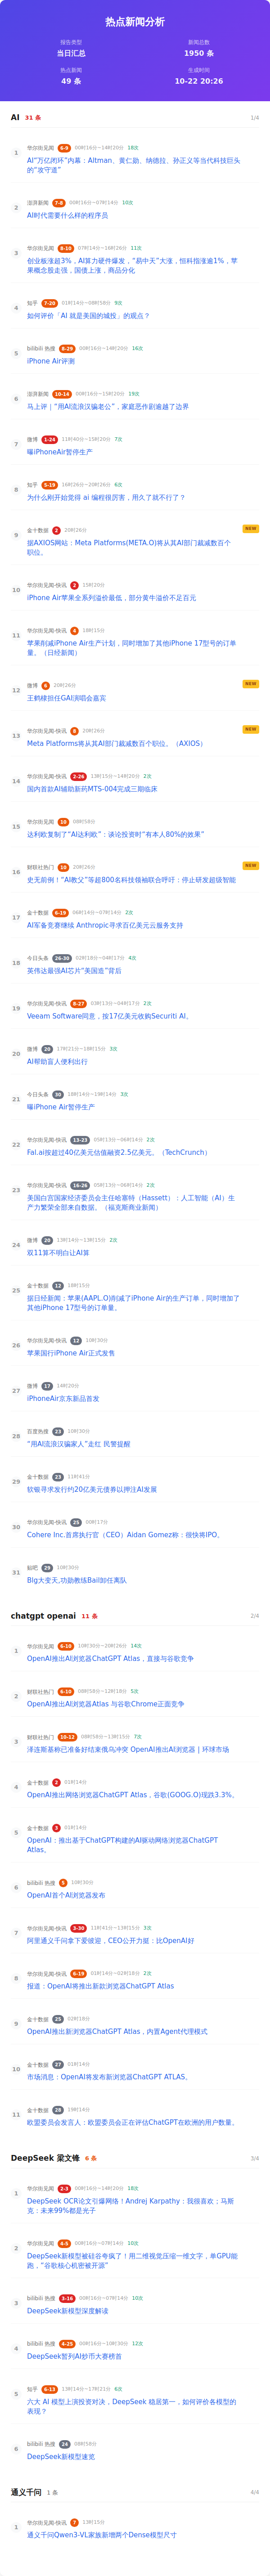 热点新闻分析
报告类型
新闻总数
当日汇总
1950 条
热点新闻
生成时间
49 条
10-22 20:26
AI 31 条 1/4
1 华尔街见闻 6-9 00时16分~14时20分 18次
AI“万亿闭环”内幕：Altman、黄仁勋、纳德拉、孙正义等当代科技巨头
的“攻守道”
2 澎湃新闻 7-8 00时16分~07时14分 10次
AI时代需要什么样的程序员
3 华尔街见闻 8-10 07时14分~16时26分 11次
创业板涨超3%，AI算力硬件爆发，“易中天”大涨，恒科指涨逾1%，苹
果概念股走强，国债上涨，商品分化
4 知乎 7-20 01时14分~08时58分 9次
如何评价「AI 就是美国的城投」的观点？
5 bilibili 热搜 8-29 00时16分~14时20分 16次
iPhone Air评测
6 澎湃新闻 10-14 00时16分~15时20分 19次
马上评｜“用AI流浪汉骗老公”，家庭恶作剧逾越了边界
7 微博 1-24 11时40分~15时20分 7次
曝iPhoneAir暂停生产
8 知乎 5-19 16时26分~20时26分 6次
为什么刚开始觉得 ai 编程很厉害，用久了就不行了？
9 金十数据 2 20时26分 NEW
据AXIOS网站：Meta Platforms(META.O)将从其AI部门裁减数百个
职位。
10 华尔街见闻-快讯 2 15时20分
iPhone Air苹果全系列溢价最低，部分黄牛溢价不足百元
11 华尔街见闻-快讯 4 18时15分
苹果削减iPhone Air生产计划，同时增加了其他iPhone 17型号的订单
量。（日经新闻）
12 微博 6 20时26分 NEW
王鹤棣担任GAI演唱会嘉宾
13 华尔街见闻-快讯 8 20时26分 NEW
Meta Platforms将从其AI部门裁减数百个职位。（AXIOS）
14 华尔街见闻-快讯 2-26 13时15分~14时20分 2次
国内首款AI辅助新药MTS-004完成三期临床
15 华尔街见闻 10 08时58分
达利欧复制了“AI达利欧”：谈论投资时“有本人80%的效果”
16 财联社热门 10 20时26分 NEW
史无前例！“AI教父”等超800名科技领袖联合呼吁：停止研发超级智能
17 金十数据 6-19 06时14分~07时14分 2次
AI军备竞赛继续 Anthropic寻求百亿美元云服务支持
18 今日头条 26-30 02时18分~04时17分 4次
英伟达最强AI芯片“美国造”背后
19 华尔街见闻-快讯 8-27 03时13分~04时17分 2次
Veeam Software同意，按17亿美元收购Securiti AI。
20 微博 20 17时21分~18时15分 3次
AI帮助盲人便利出行
21 今日头条 30 18时14分~19时14分 3次
曝iPhone Air暂停生产
22 华尔街见闻-快讯 13-23 05时13分~06时14分 2次
Fal.ai按超过40亿美元估值融资2.5亿美元。（TechCrunch）
23 华尔街见闻-快讯 16-26 05时13分~06时14分 2次
美国白宫国家经济委员会主任哈塞特（Hassett）：人工智能（AI）生
产力繁荣全部来自数据。（福克斯商业新闻）
24 微博 20 13时14分~13时15分 2次
双11算不明白让AI算
25 金十数据 12 18时15分
据日经新闻：苹果(AAPL.O)削减了iPhone Air的生产订单，同时增加了
其他iPhone 17型号的订单量。
26 华尔街见闻-快讯 12 10时30分
苹果国行iPhone Air正式发售
27 微博 17 14时20分
iPhoneAir京东新品首发
28 百度热搜 23 10时30分
“用AI流浪汉骗家人”走红 民警提醒
29 金十数据 23 11时41分
软银寻求发行约20亿美元债券以押注AI发展
30 华尔街见闻-快讯 25 00时17分
Cohere Inc.首席执行官（CEO）Aidan Gomez称：很快将IPO。
31 贴吧 29 10时30分
Blg大变天,功勋教练Bail卸任离队
chatgpt openai 11 条 2/4
1 华尔街见闻 6-10 10时30分~20时26分 14次
OpenAI推出AI浏览器ChatGPT Atlas，直接与谷歌竞争
2 财联社热门 6-10 08时58分~12时18分 5次
OpenAI推出AI浏览器Atlas 与谷歌Chrome正面竞争
3 财联社热门 10-12 08时58分~13时15分 7次
泽连斯基称已准备好结束俄乌冲突 OpenAI推出AI浏览器｜环球市场
4 金十数据 2 01时14分
OpenAI推出网络浏览器ChatGPT Atlas，谷歌(GOOG.O)现跌3.3%。
5 金十数据 3 01时14分
OpenAI：推出基于ChatGPT构建的AI驱动网络浏览器ChatGPT
Atlas。
6 bilibili 热搜 5 10时30分
OpenAI首个AI浏览器发布
7 华尔街见闻-快讯 3-30 11时41分~13时15分 3次
阿里通义千问拿下爱彼迎，CEO公开力挺：比OpenAI好
8 华尔街见闻-快讯 6-19 01时14分~02时18分 2次
报道：OpenAI将推出新款浏览器ChatGPT Atlas
9 金十数据 25 02时18分
OpenAI推出新浏览器ChatGPT Atlas，内置Agent代理模式
10 金十数据 27 01时14分
市场消息：OpenAI将发布新浏览器ChatGPT ATLAS。
11 金十数据 28 19时14分
欧盟委员会发言人：欧盟委员会正在评估ChatGPT在欧洲的用户数量。
DeepSeek 梁文锋 6 条 3/4
1 华尔街见闻 2-3 00时16分~14时20分 18次
DeepSeek OCR论文引爆网络！Andrej Karpathy：我很喜欢；马斯
克：未来99%都是光子
2 华尔街见闻 4-8 00时16分~07时14分 10次
DeepSeek新模型被硅谷夸疯了！用二维视觉压缩一维文字，单GPU能
跑，“谷歌核心机密被开源”
3 bilibili 热搜 3-16 00时16分~07时14分 10次
DeepSeek新模型深度解读
4 bilibili 热搜 4-25 00时16分~10时30分 12次
DeepSeek暂列AI炒币大赛榜首
5 知乎 6-13 13时14分~17时21分 6次
六大 AI 模型上演投资对决，DeepSeek 稳居第一，如何评价各模型的
表现？
6 bilibili 热搜 24 08时58分
DeepSeek新模型速览
通义千问 1 条 4/4
1 华尔街见闻-快讯 7 13时15分
通义千问Qwen3-VL家族新增两个Dense模型尺寸